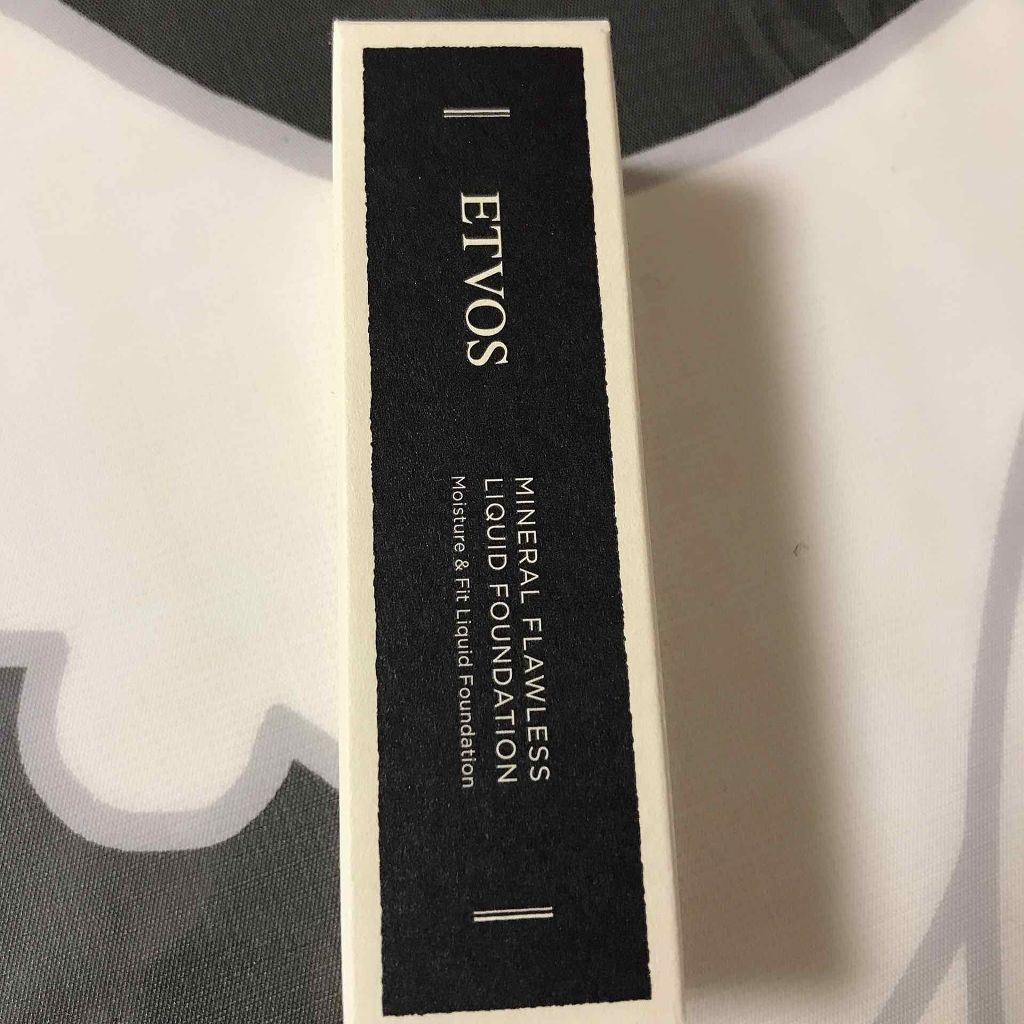 ETVOS
MINERAL FLAWLESS
LIQUID FOUNDATION
Moisture & Fit Liquid Foundation